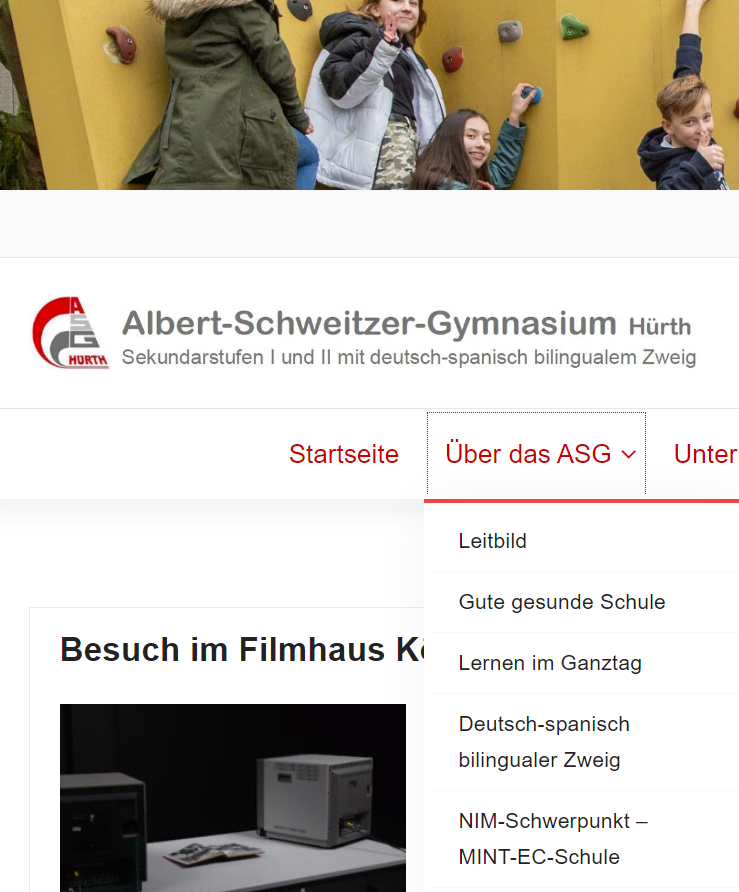 ASG
HÜRTH
Albert-Schweitzer-Gymnasium Hürth
Sekundarstufen I und II mit deutsch-spanisch bilingualem Zweig
Startseite
Über das ASG
Unter
Leitbild
Gute gesunde Schule
Lernen im Ganztag
Deutsch-spanisch
bilingualer Zweig
NIM-Schwerpunkt –
MINT-EC-Schule
Besuch im Filmhaus Kö